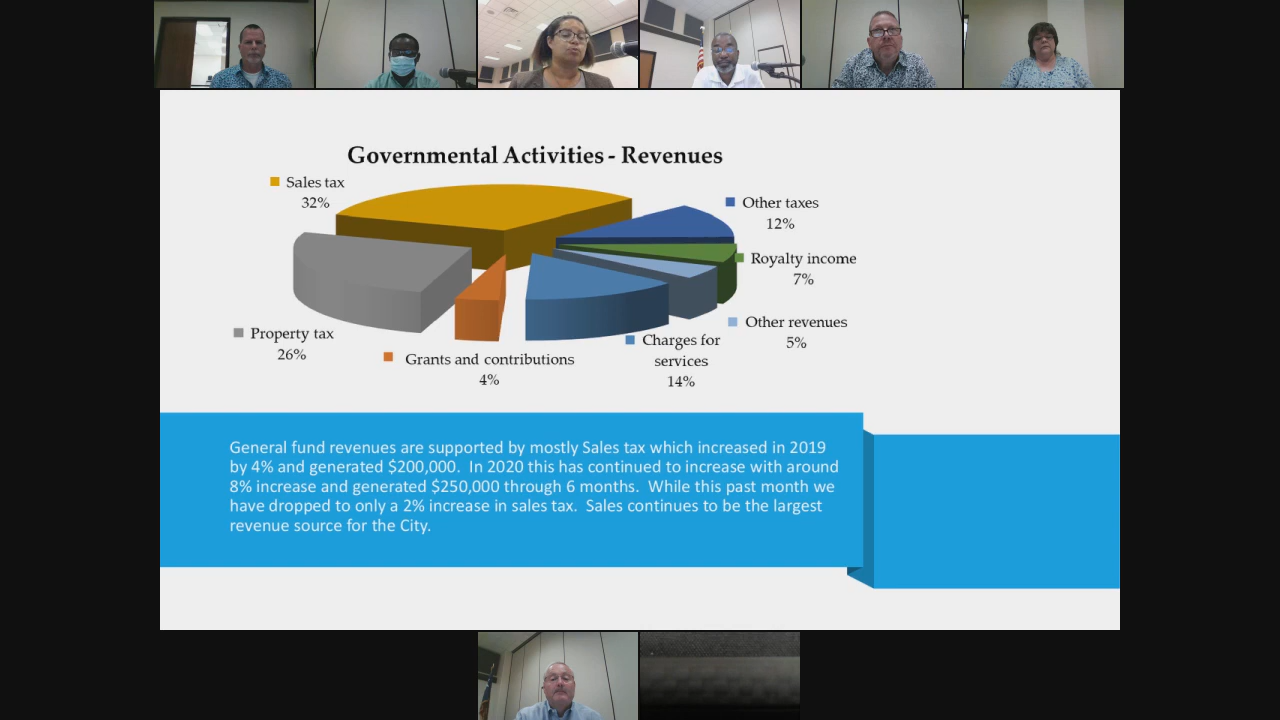 Governmental Activities - Revenues
Sales tax
32%
Other taxes
12%
Royalty income
7%
Other revenues
5%
Charges for
services
14%
Grants and contributions
4%
Property tax
26%
General fund revenues are supported by mostly Sales tax which increased in 2019
by 4% and generated $200,000.  In 2020 this has continued to increase with around
8% increase and generated $250,000 through 6 months.  While this past month we
have dropped to only a 2% increase in sales tax.  Sales continues to be the largest
revenue source for the City.